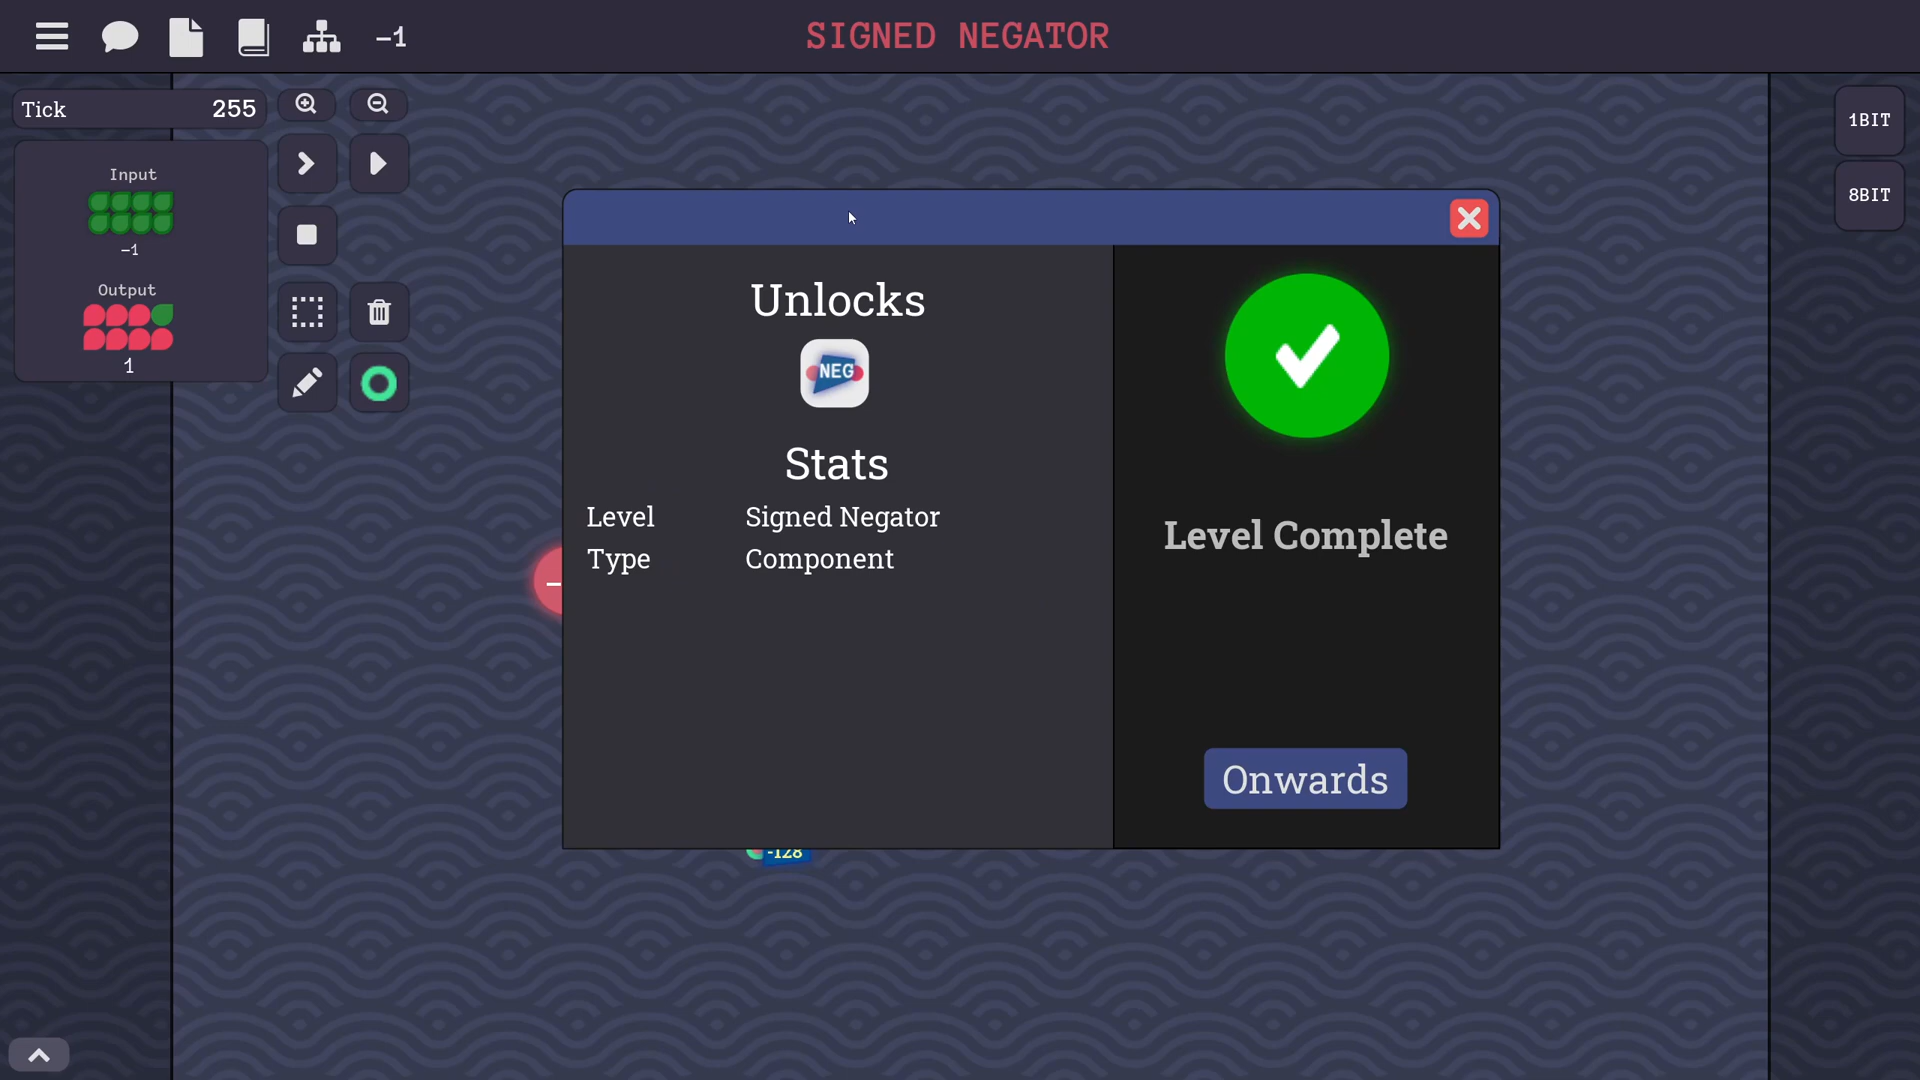 −1
SIGNED NEGATOR
Tick 255
1BIT
8BIT
Input
−1
Output
1
Unlocks
NEG
Stats
Level Signed Negator
Type Component
Level Complete
Onwards
-128